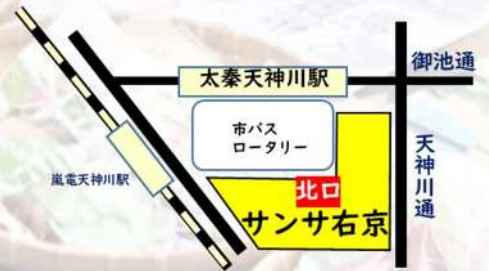 御池通
太秦天神川駅
市バス
ロータリー
天神川通
嵐電天神川駅
北口
サンサ右京